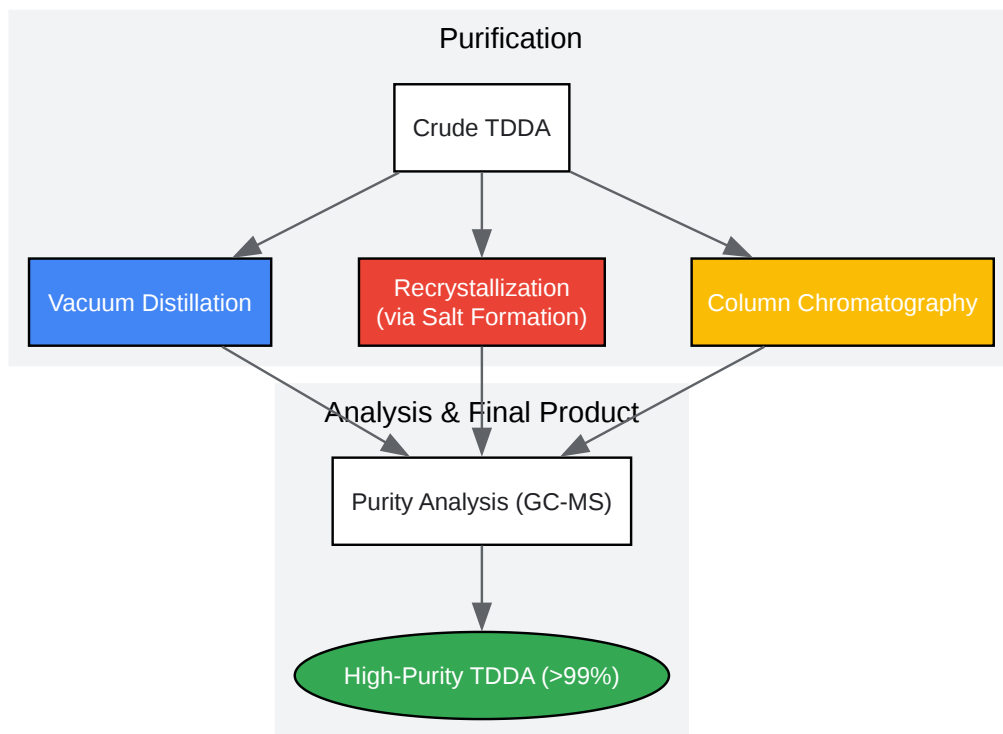 Purification
Crude TDDA
Vacuum Distillation
Recrystallization
(via Salt Formation)
Column Chromatography
Analysis & Final Product
Purity Analysis (GC-MS)
High-Purity TDDA (>99%)